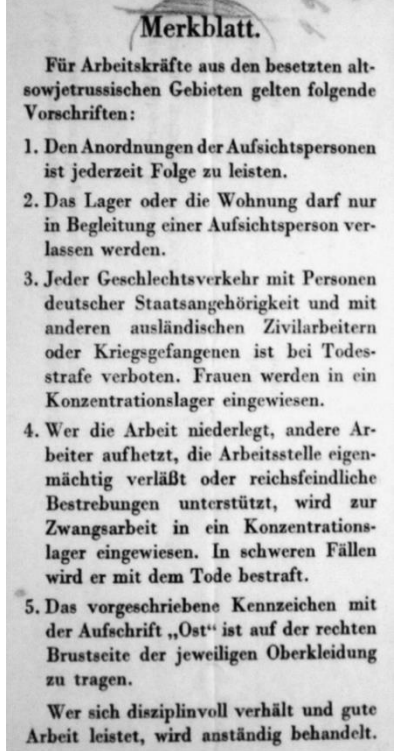 Merkblatt.
Für Arbeitskräfte aus den besetzten alt-
sowjetrussischen Gebieten gelten folgende
Vorschriften:
1. Den Anordnungen der Aufsichtspersonen
ist jederzeit Folge zu leisten.
2. Das Lager oder die Wohnung darf nur
in Begleitung einer Aufsichtsperson ver-
lassen werden.
3. Jeder Geschlechtsverkehr mit Personen
deutscher Staatsangehörigkeit und mit
anderen ausländischen Zivilarbeitern
oder Kriegsgefangenen ist bei Todes-
strafe verboten. Frauen werden in ein
Konzentrationslager eingewiesen.
4. Wer die Arbeit niederlegt, andere Ar-
beiter aufhetzt, die Arbeitsstelle eigen-
mächtig verläßt oder reichsfeindliche
Bestrebungen unterstützt, wird zur
Zwangsarbeit in ein Konzentrations-
lager eingewiesen. In schweren Fällen
wird er mit dem Tode bestraft.
5. Das vorgeschriebene Kennzeichen mit
der Aufschrift „Ost“ ist auf der rechten
Brustseite der jeweiligen Oberkleidung
zu tragen.
Wer sich disziplinvoll verhält und gute
Arbeit leistet, wird anständig behandelt.